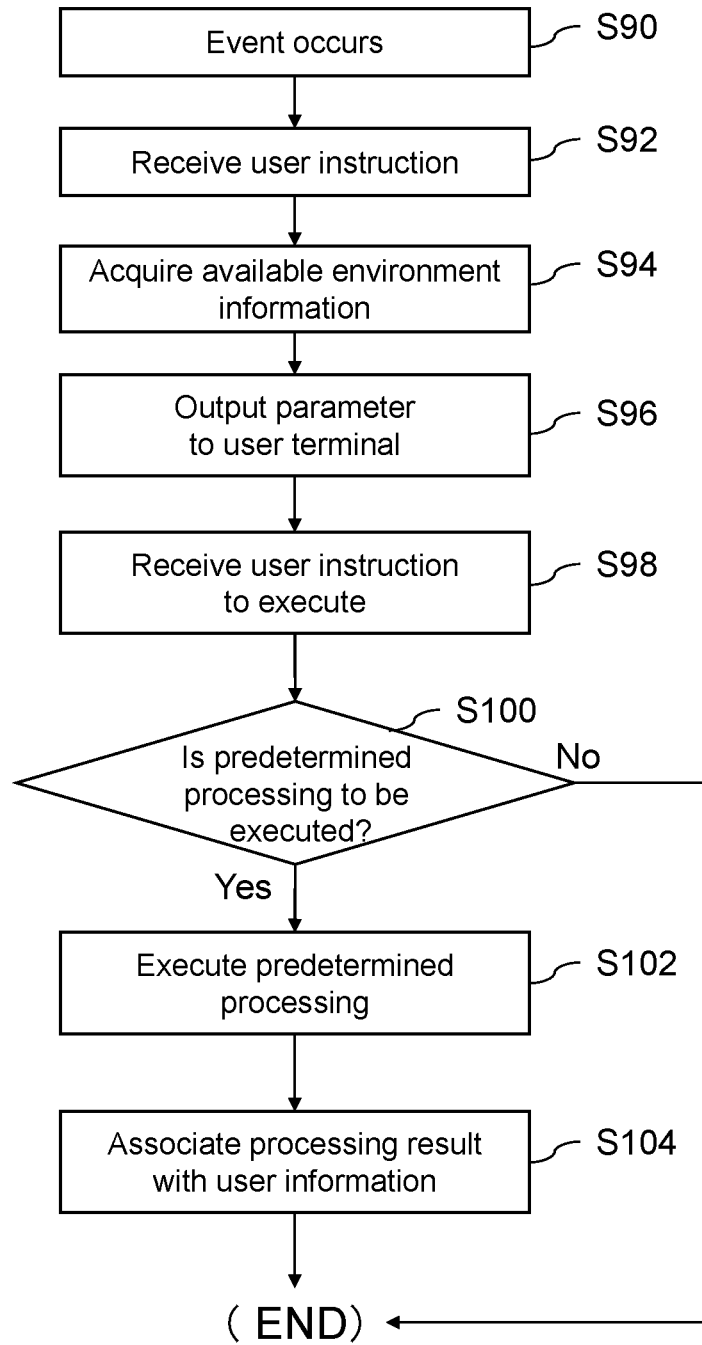 Event occurs
S90
Receive user instruction
S92
Acquire available environment
information
S94
Output parameter
to user terminal
S96
Receive user instruction
to execute
S98
S100
Is predetermined
processing to be
executed?
No
Yes
Execute predetermined
processing
S102
Associate processing result
with user information
S104
( END)